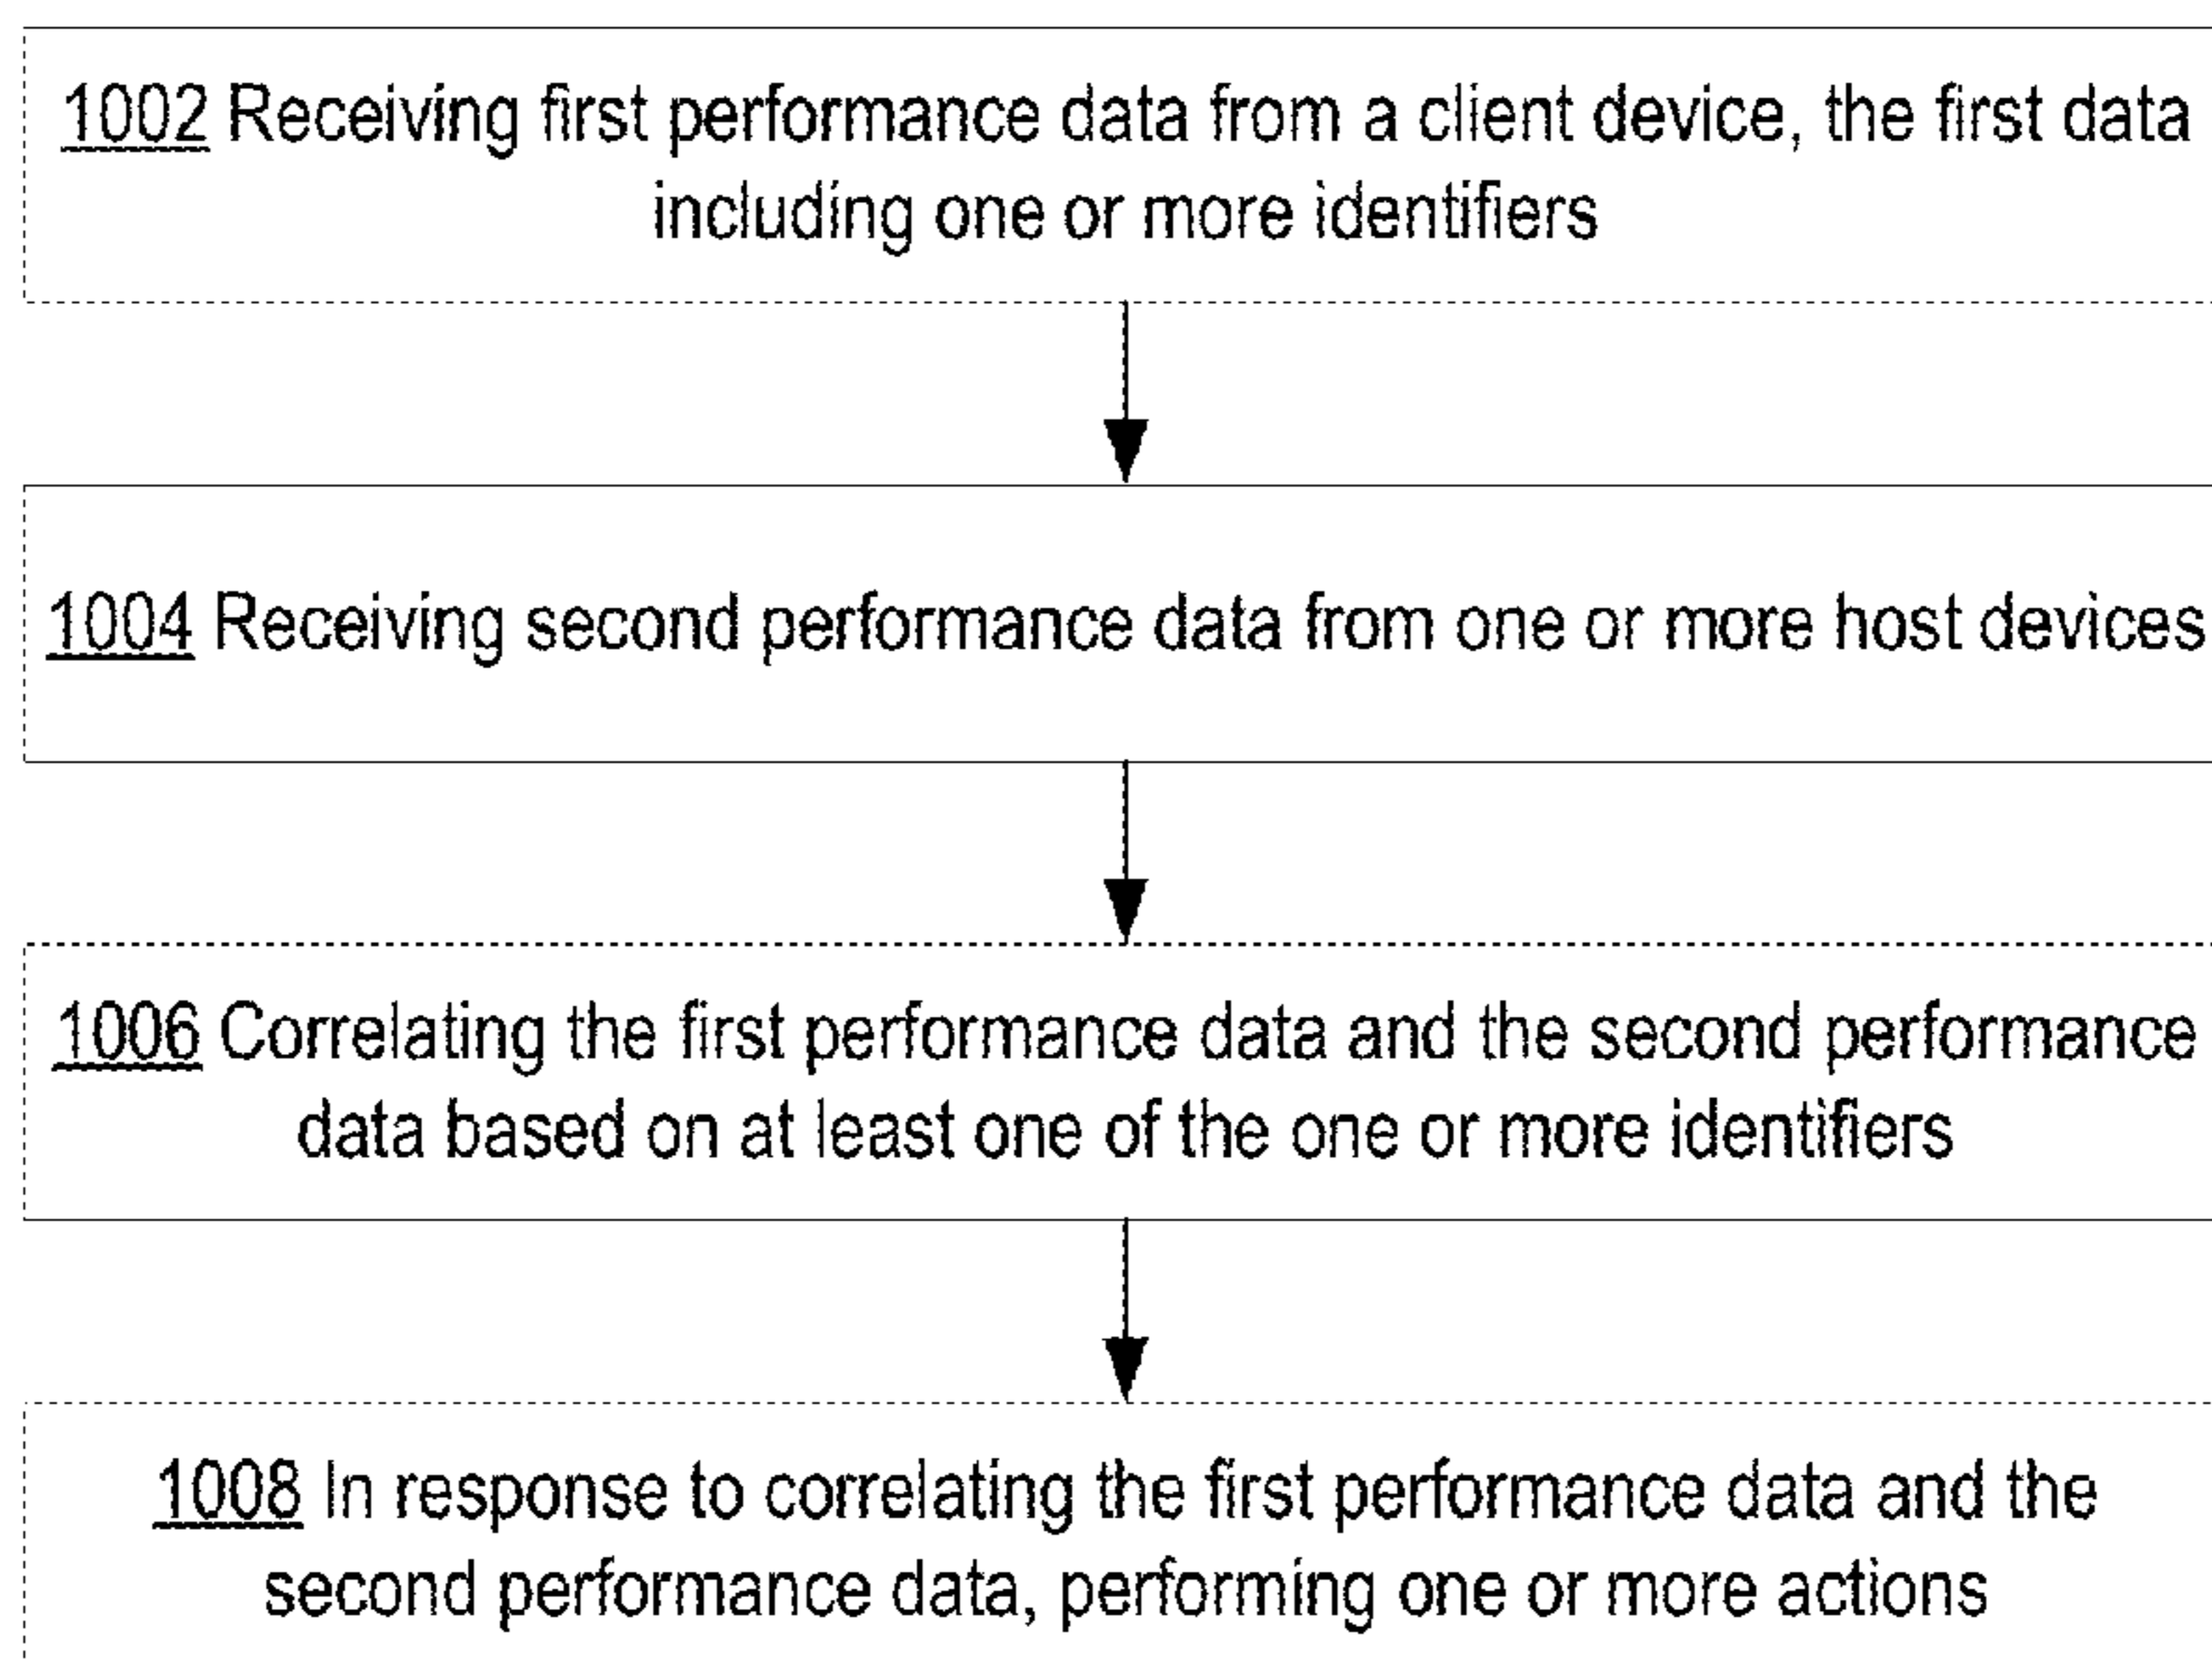 1002 Receiving first performance data from a client device, the first data
including one or more identifiers
1004 Receiving second performance data from one or more host devices
1006 Correlating the first performance data and the second performance
data based on at least one of the one or more identifiers
1008 In response to correlating the first performance data and the
second performance data, performing one or more actions